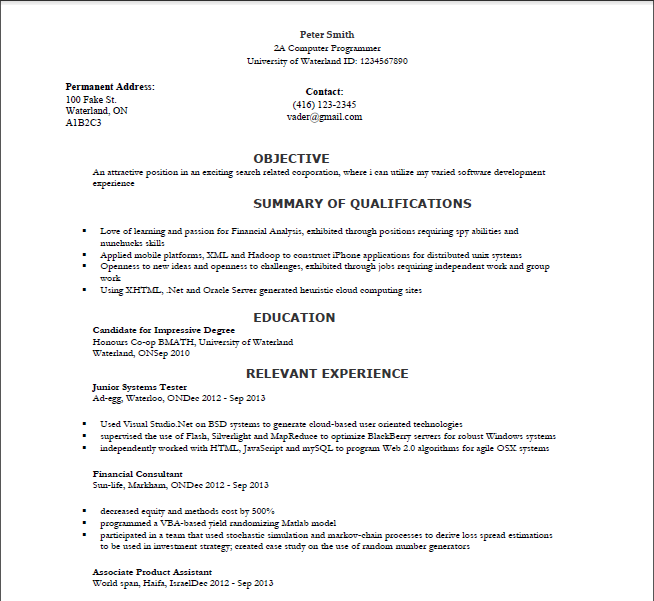 Peter Smith
2A Computer Programmer
University of Waterland ID: 1234567890
Permanent Address:
100 Fake St.
Waterland, ON
A1B2C3
Contact:
(416) 123-2345
vader@gmail.com
OBJECTIVE
An attractive position in an exciting search related corporation, where i can utilize my varied software development
experience
SUMMARY OF QUALIFICATIONS
▪ Love of learning and passion for Financial Analysis, exhibited through positions requiring spy abilities and
nunchucks skills
▪ Applied mobile platforms, XML and Hadoop to construct iPhone applications for distributed unix systems
▪ Openness to new ideas and openness to challenges, exhibited through jobs requiring independent work and group
work
▪ Using XHTML, .Net and Oracle Server generated heuristic cloud computing sites
EDUCATION
Candidate for Impressive Degree
Honours Co-op BMATH, University of Waterland
Waterland, ONSep 2010
RELEVANT EXPERIENCE
Junior Systems Tester
Ad-egg, Waterloo, ONDec 2012 - Sep 2013
▪ Used Visual Studio.Net on BSD systems to generate cloud-based user oriented technologies
▪ supervised the use of Flash, Silverlight and MapReduce to optimize BlackBerry servers for robust Windows systems
▪ independently worked with HTML, JavaScript and mySQL to program Web 2.0 algorithms for agile OSX systems
Financial Consultant
Sun-life, Markham, ONDec 2012 - Sep 2013
▪ decreased equity and methods cost by 500%
▪ programmed a VBA-based yield randomizing Matlab model
▪ participated in a team that used stochastic simulation and markov-chain processes to derive loss spread estimations
to be used in investment strategy; created case study on the use of random number generators
Associate Product Assistant
World span, Haifa, IsraelDec 2012 - Sep 2013